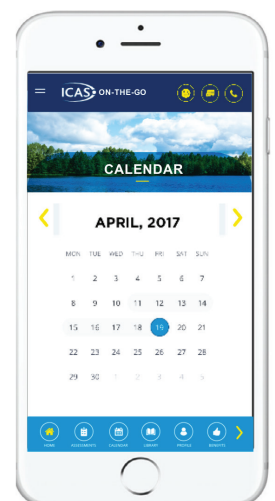 ICAS ON-THE-GO
CALENDAR
APRIL, 2017
MON TUE WED THU FRI SAT SUN
1 2 3 4 5 6 7
8 9 10 11 12 13 14
15 16 17 18 19 20 21
22 23 24 25 26 27 28
29 30 1 2 3 4 5
HOME ASSESSMENTS CALENDAR LIBRARY PROFILE BENEFITS